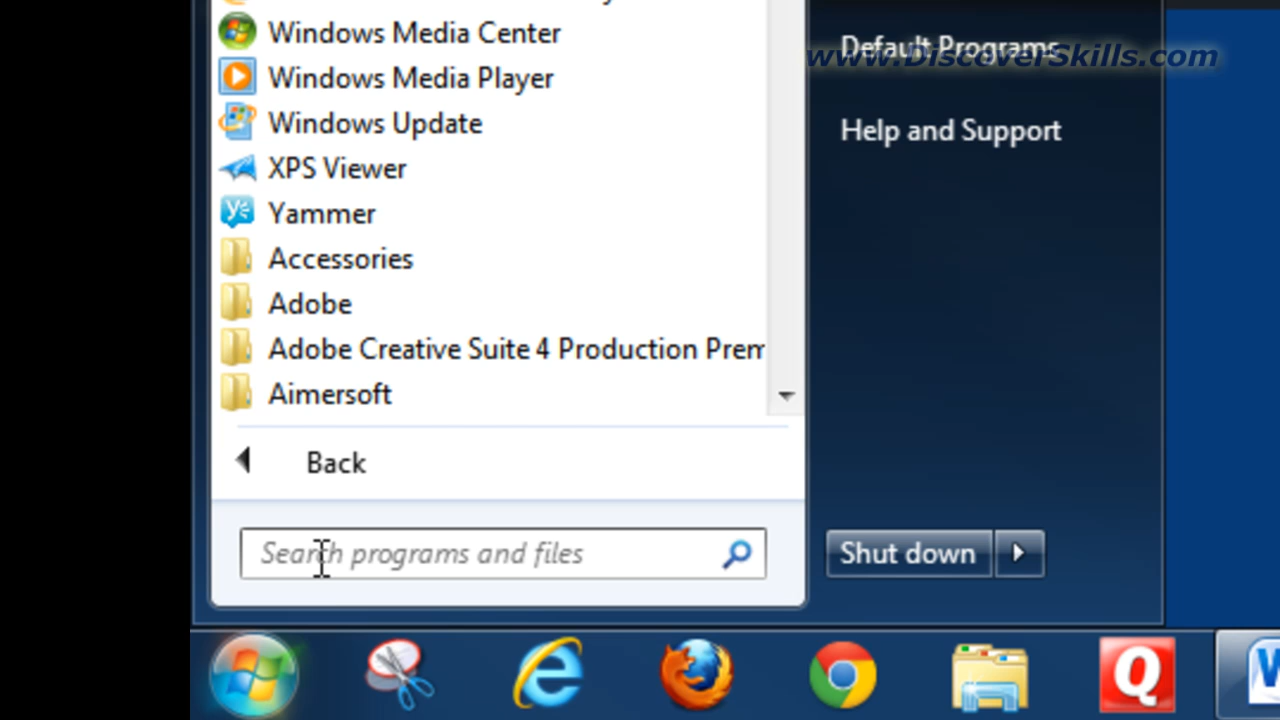 Windows Media Center
Windows Media Player
Windows Update
XPS Viewer
Yammer
Accessories
Adobe
Adobe Creative Suite 4 Production Prem
Aimersoft
Back
Search programs and files
Default Programs
www.DiscoverSkills.com
Help and Support
Shut down
Q
W